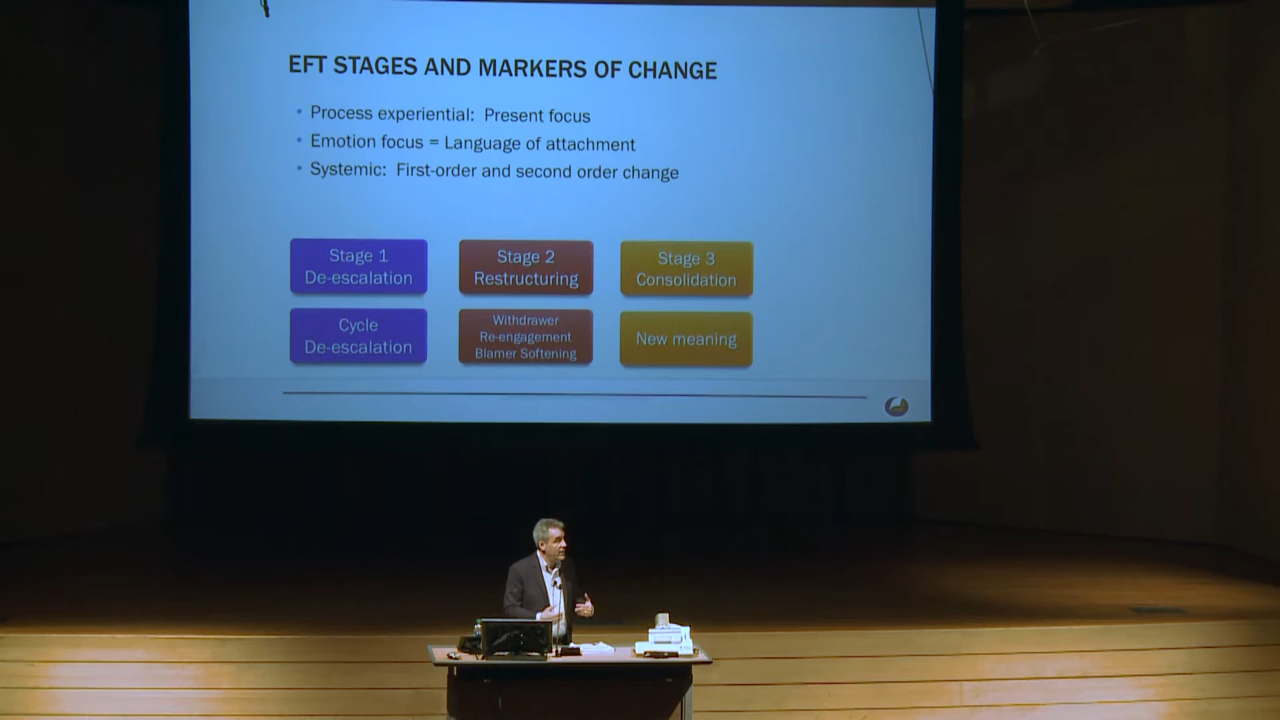 EFT STAGES AND MARKERS OF CHANGE
• Process experiential: Present focus
• Emotion focus = Language of attachment
• Systemic: First-order and second order change
Stage 1
De-escalation
Stage 2
Restructuring
Stage 3
Consolidation
Cycle
De-escalation
Withdrawer
Re-engagement
Blamer Softening
New meaning